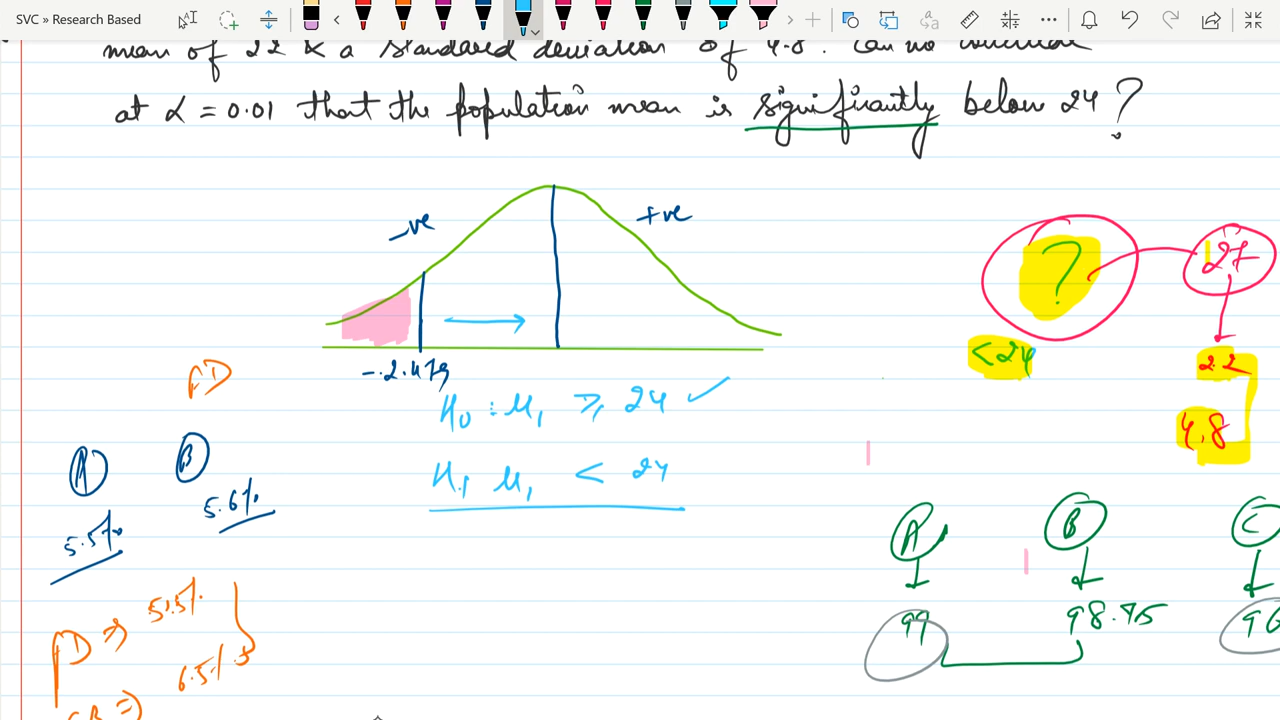 SVC » Research Based
mean of 22 & a standard deviation of 4.8. Can we conclude
at α = 0.01 that the population mean is significantly below 24 ?
-ve
+ve
?
27
-2.479
<24
22
FD
H0 : μ1 ⩾ 24 ✓
4.8
A
B
H1 μ1 < 24
5.6%
5.5%
A
B
C
5.5%
99
98.95
FD ⇒
6.5%